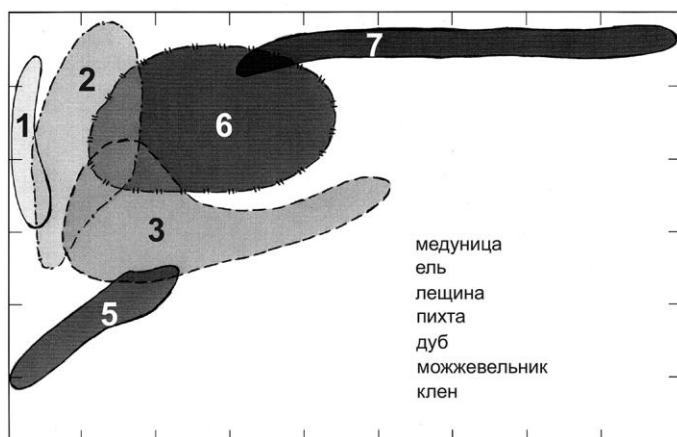 7
2
1
6
3
5
медуница
ель
лещина
пихта
дуб
можжевельник
клен